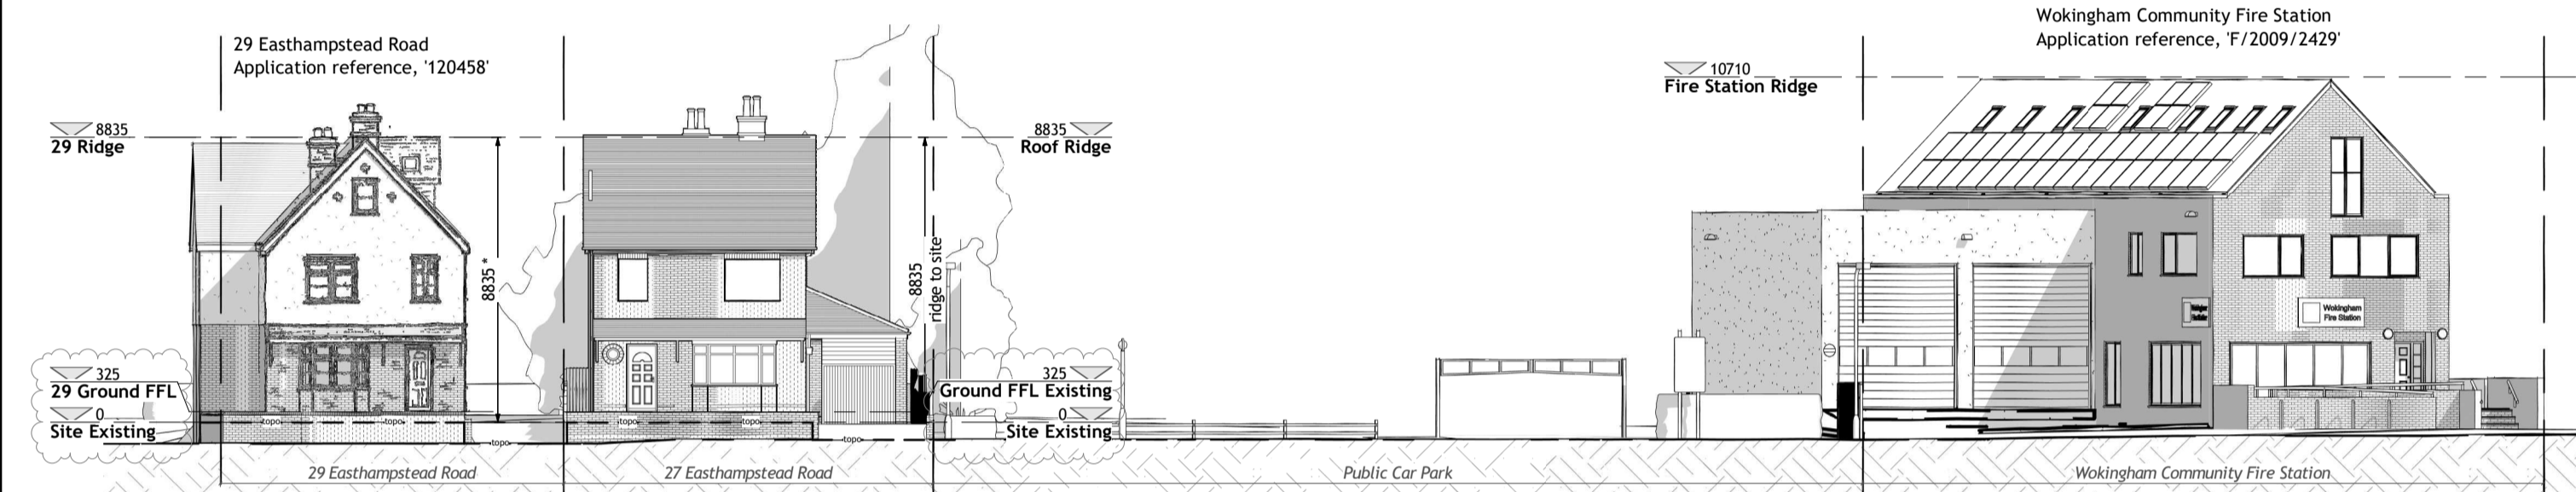 29 Easthampstead Road
Application reference, '120458'
Wokingham Community Fire Station
Application reference, 'F/2009/2429'
10710
Fire Station Ridge
8835
29 Ridge
8835
Roof Ridge
8835 *
8835
ridge to site
Wokingham
Fire Station
325
29 Ground FFL
0
Site Existing
325
Ground FFL Existing
0
Site Existing
topo
topo
topo
topo
topo
topo
29 Easthampstead Road
27 Easthampstead Road
Public Car Park
Wokingham Community Fire Station